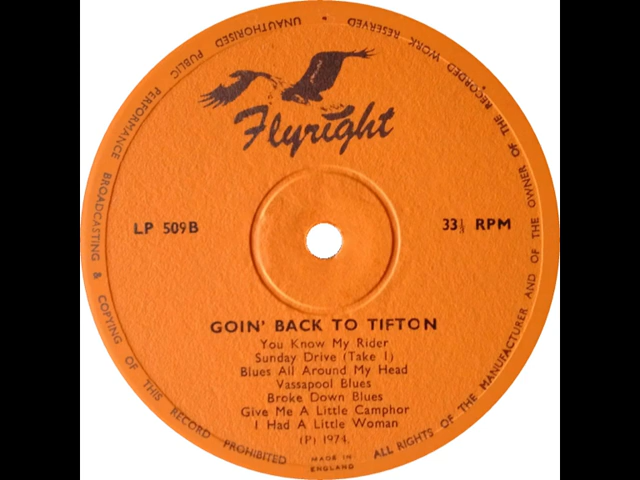 Flyright
LP 509B
33⅓ RPM
GOIN' BACK TO TIFTON
You Know My Rider
Sunday Drive (Take 1)
Blues All Around My Head
Vassapool Blues
Broke Down Blues
Give Me A Little Camphor
I Had A Little Woman
(P) 1974.
MADE IN
ENGLAND
ALL RIGHTS OF THE MANUFACTURER AND OF THE OWNER OF THE RECORDED WORK RESERVED • UNAUTHORISED PUBLIC PERFORMANCE BROADCASTING & COPYING OF THIS RECORD PROHIBITED